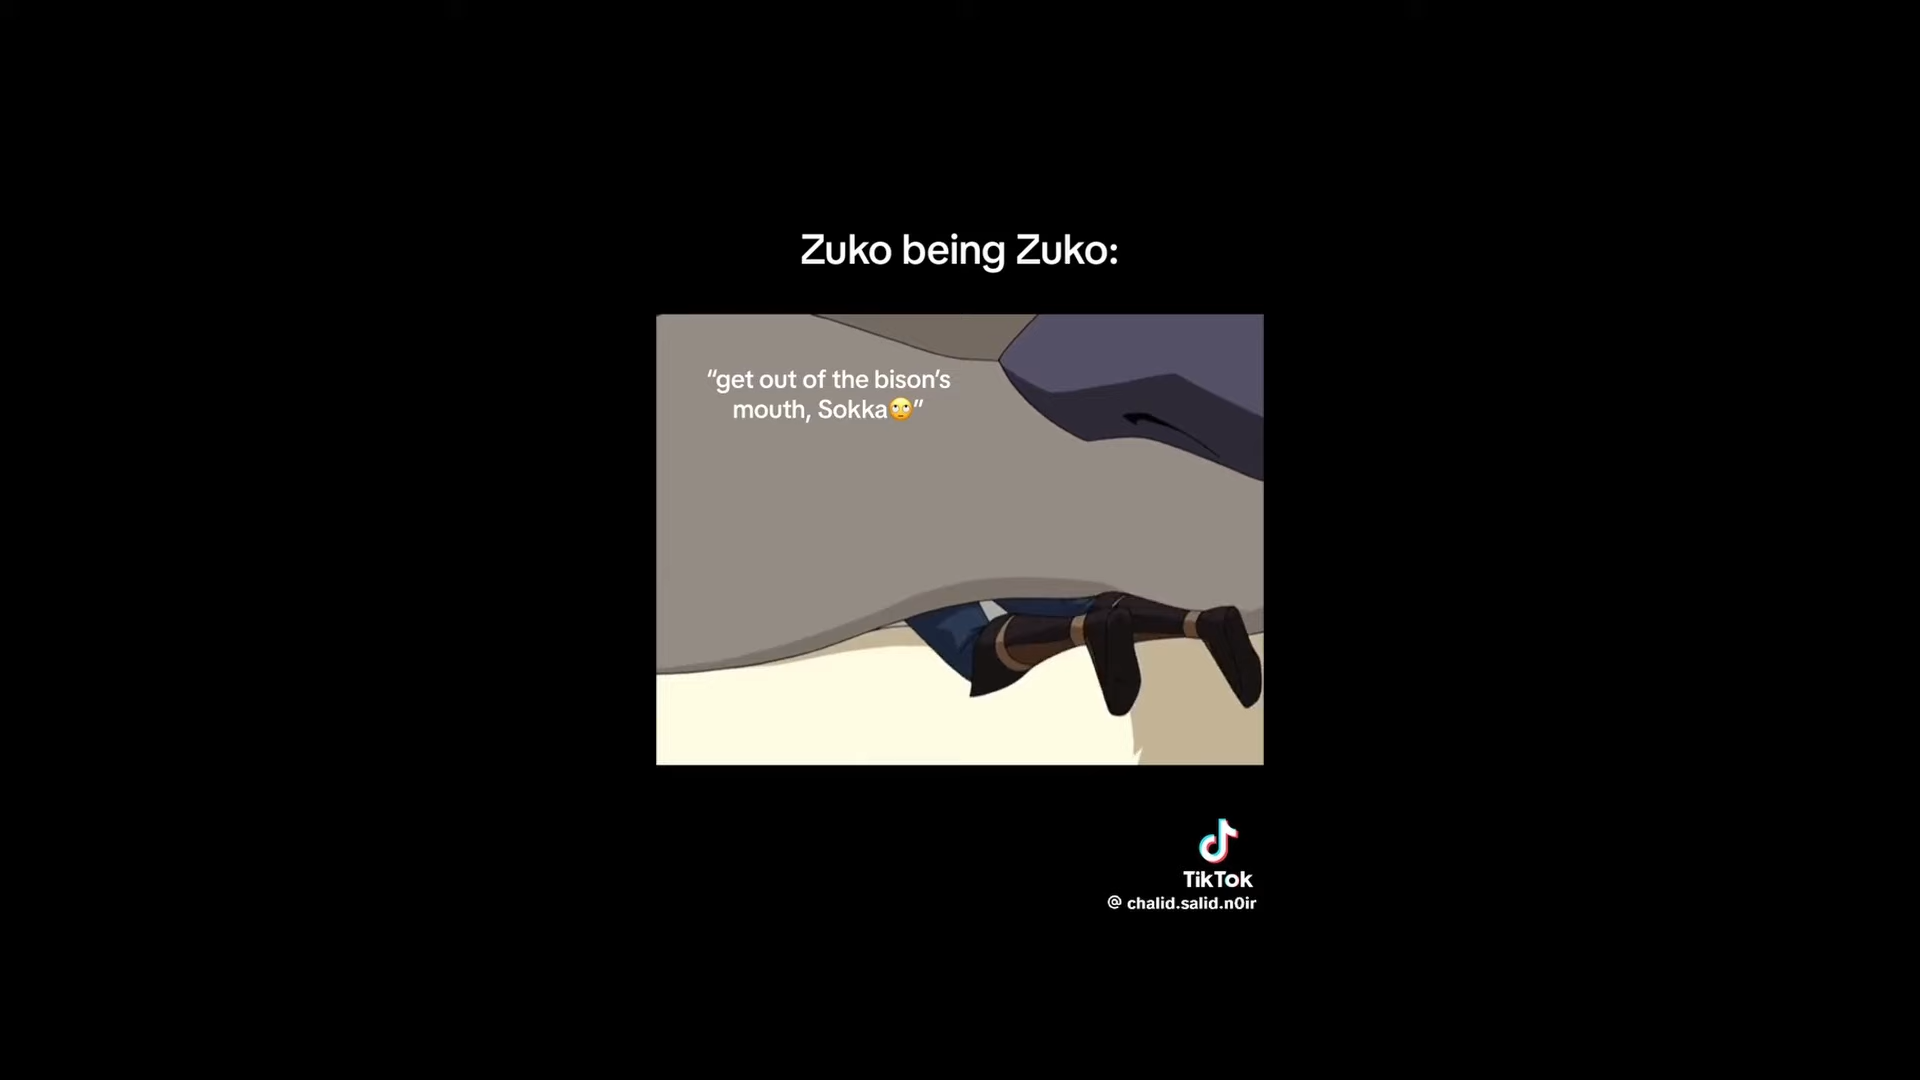 Zuko being Zuko:
“get out of the bison’s
mouth, Sokka🙄”
TikTok
@ chalid.salid.n0ir